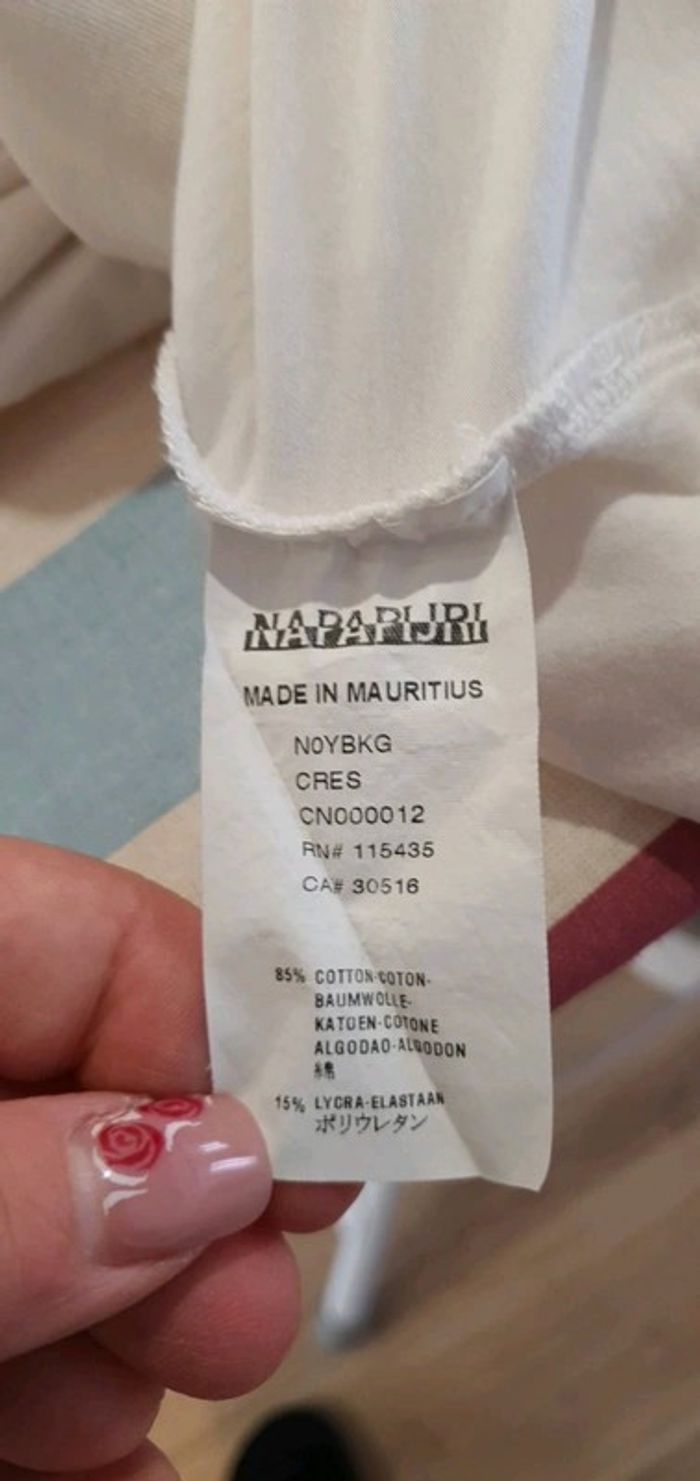 NAPAPIJRI
MADE IN MAURITIUS
N0YBKG
CRES
CN000012
RN# 115435
CA# 30516
85% COTTON-COTON-
BAUMWOLLE-
KATOEN-COTONE
ALGODAO-ALGODON
綿
15% LYCRA-ELASTAAN
ポリウレタン